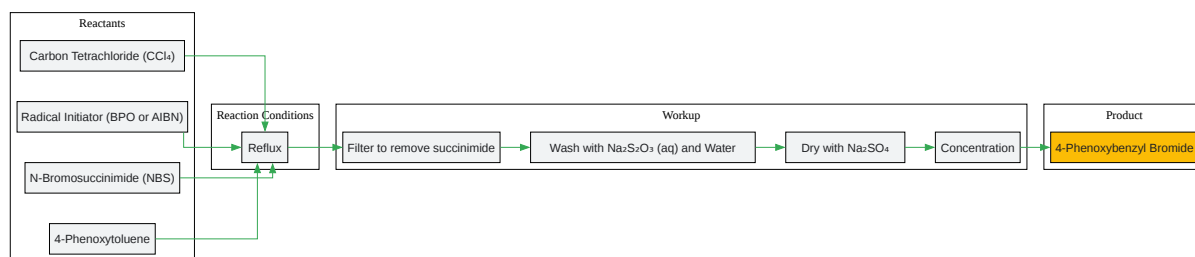 Reactants
Carbon Tetrachloride (CCl₄)
Radical Initiator (BPO or AIBN)
N-Bromosuccinimide (NBS)
4-Phenoxytoluene
Reaction Conditions
Reflux
Workup
Filter to remove succinimide
Wash with Na₂S₂O₃ (aq) and Water
Dry with Na₂SO₄
Concentration
Product
4-Phenoxybenzyl Bromide